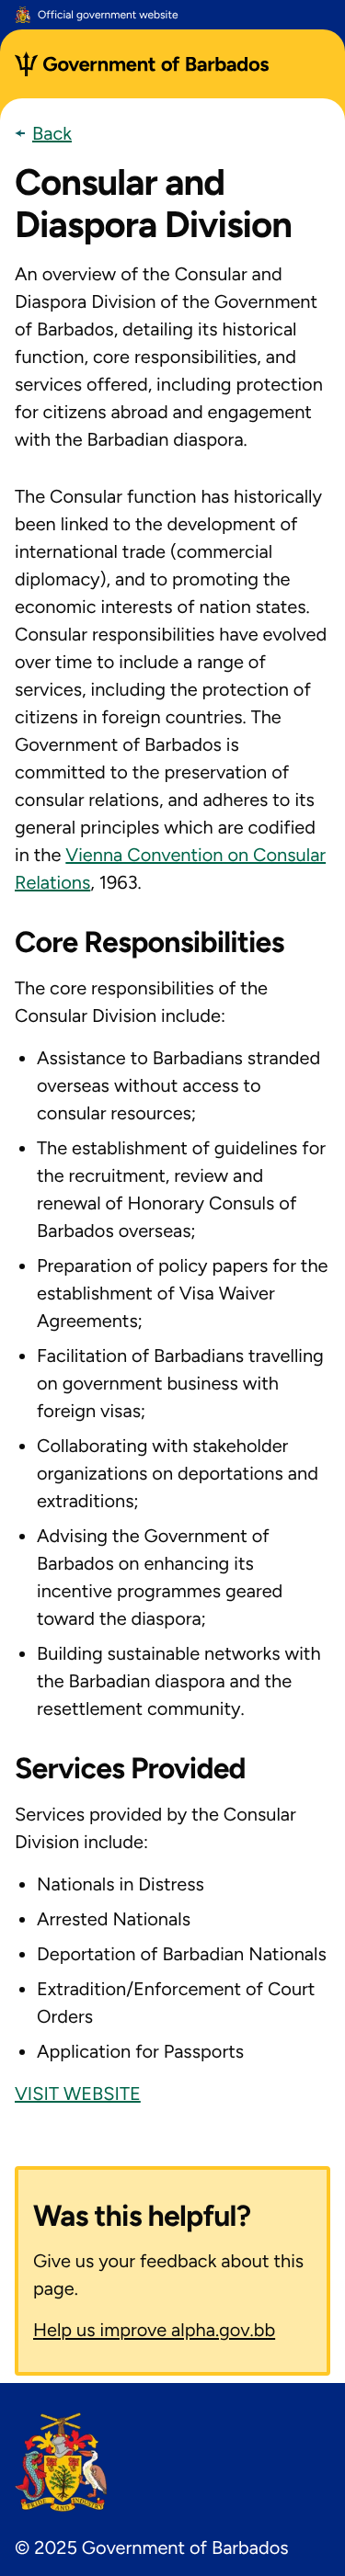 Official government website
Government of Barbados
Back
Consular and
Diaspora Division
An overview of the Consular and
Diaspora Division of the Government
of Barbados, detailing its historical
function, core responsibilities, and
services offered, including protection
for citizens abroad and engagement
with the Barbadian diaspora.
The Consular function has historically
been linked to the development of
international trade (commercial
diplomacy), and to promoting the
economic interests of nation states.
Consular responsibilities have evolved
over time to include a range of
services, including the protection of
citizens in foreign countries. The
Government of Barbados is
committed to the preservation of
consular relations, and adheres to its
general principles which are codified
in the Vienna Convention on Consular
Relations, 1963.
Core Responsibilities
The core responsibilities of the
Consular Division include:
• Assistance to Barbadians stranded
overseas without access to
consular resources;
• The establishment of guidelines for
the recruitment, review and
renewal of Honorary Consuls of
Barbados overseas;
• Preparation of policy papers for the
establishment of Visa Waiver
Agreements;
• Facilitation of Barbadians travelling
on government business with
foreign visas;
• Collaborating with stakeholder
organizations on deportations and
extraditions;
• Advising the Government of
Barbados on enhancing its
incentive programmes geared
toward the diaspora;
• Building sustainable networks with
the Barbadian diaspora and the
resettlement community.
Services Provided
Services provided by the Consular
Division include:
• Nationals in Distress
• Arrested Nationals
• Deportation of Barbadian Nationals
• Extradition/Enforcement of Court
Orders
• Application for Passports
VISIT WEBSITE
Was this helpful?
Give us your feedback about this
page.
Help us improve alpha.gov.bb
PRIDE AND INDUSTRY
© 2025 Government of Barbados